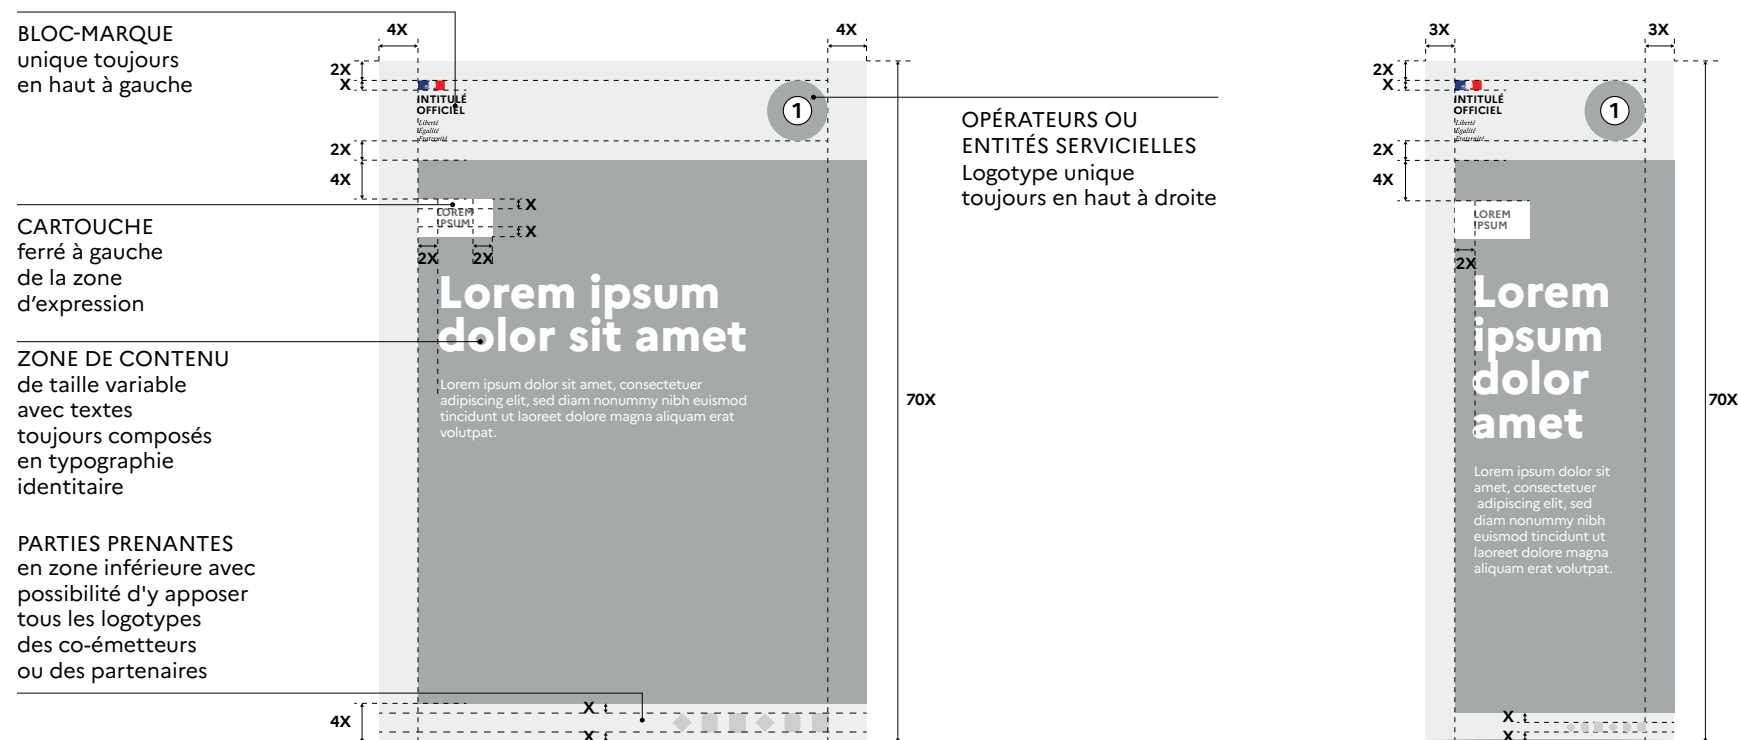 BLOC-MARQUE
unique toujours
en haut à gauche
CARTOUCHE
ferré à gauche
de la zone
d’expression
ZONE DE CONTENU
de taille variable
avec textes
toujours composés
en typographie
identitaire
PARTIES PRENANTES
en zone inférieure avec
possibilité d'y apposer
tous les logotypes
des co-émetteurs
ou des partenaires
4X
4X
2X
X
2X
4X
INTITULÉ
OFFICIEL
Liberté
Égalité
Fraternité
1
LOREM
IPSUM
X
X
2X
2X
Lorem ipsum
dolor sit amet
Lorem ipsum dolor sit amet, consectetuer
adipiscing elit, sed diam nonummy nibh euismod
tincidunt ut laoreet dolore magna aliquam erat
volutpat.
70X
4X
X
X
OPÉRATEURS OU
ENTITÉS SERVICIELLES
Logotype unique
toujours en haut à droite
3X
3X
2X
X
2X
4X
INTITULÉ
OFFICIEL
Liberté
Égalité
Fraternité
1
LOREM
IPSUM
2X
Lorem
ipsum
dolor
amet
Lorem ipsum dolor sit
amet, consectetuer
adipiscing elit, sed
diam nonummy nibh
euismod tincidunt ut
laoreet dolore magna
aliquam erat volutpat.
70X
X
X